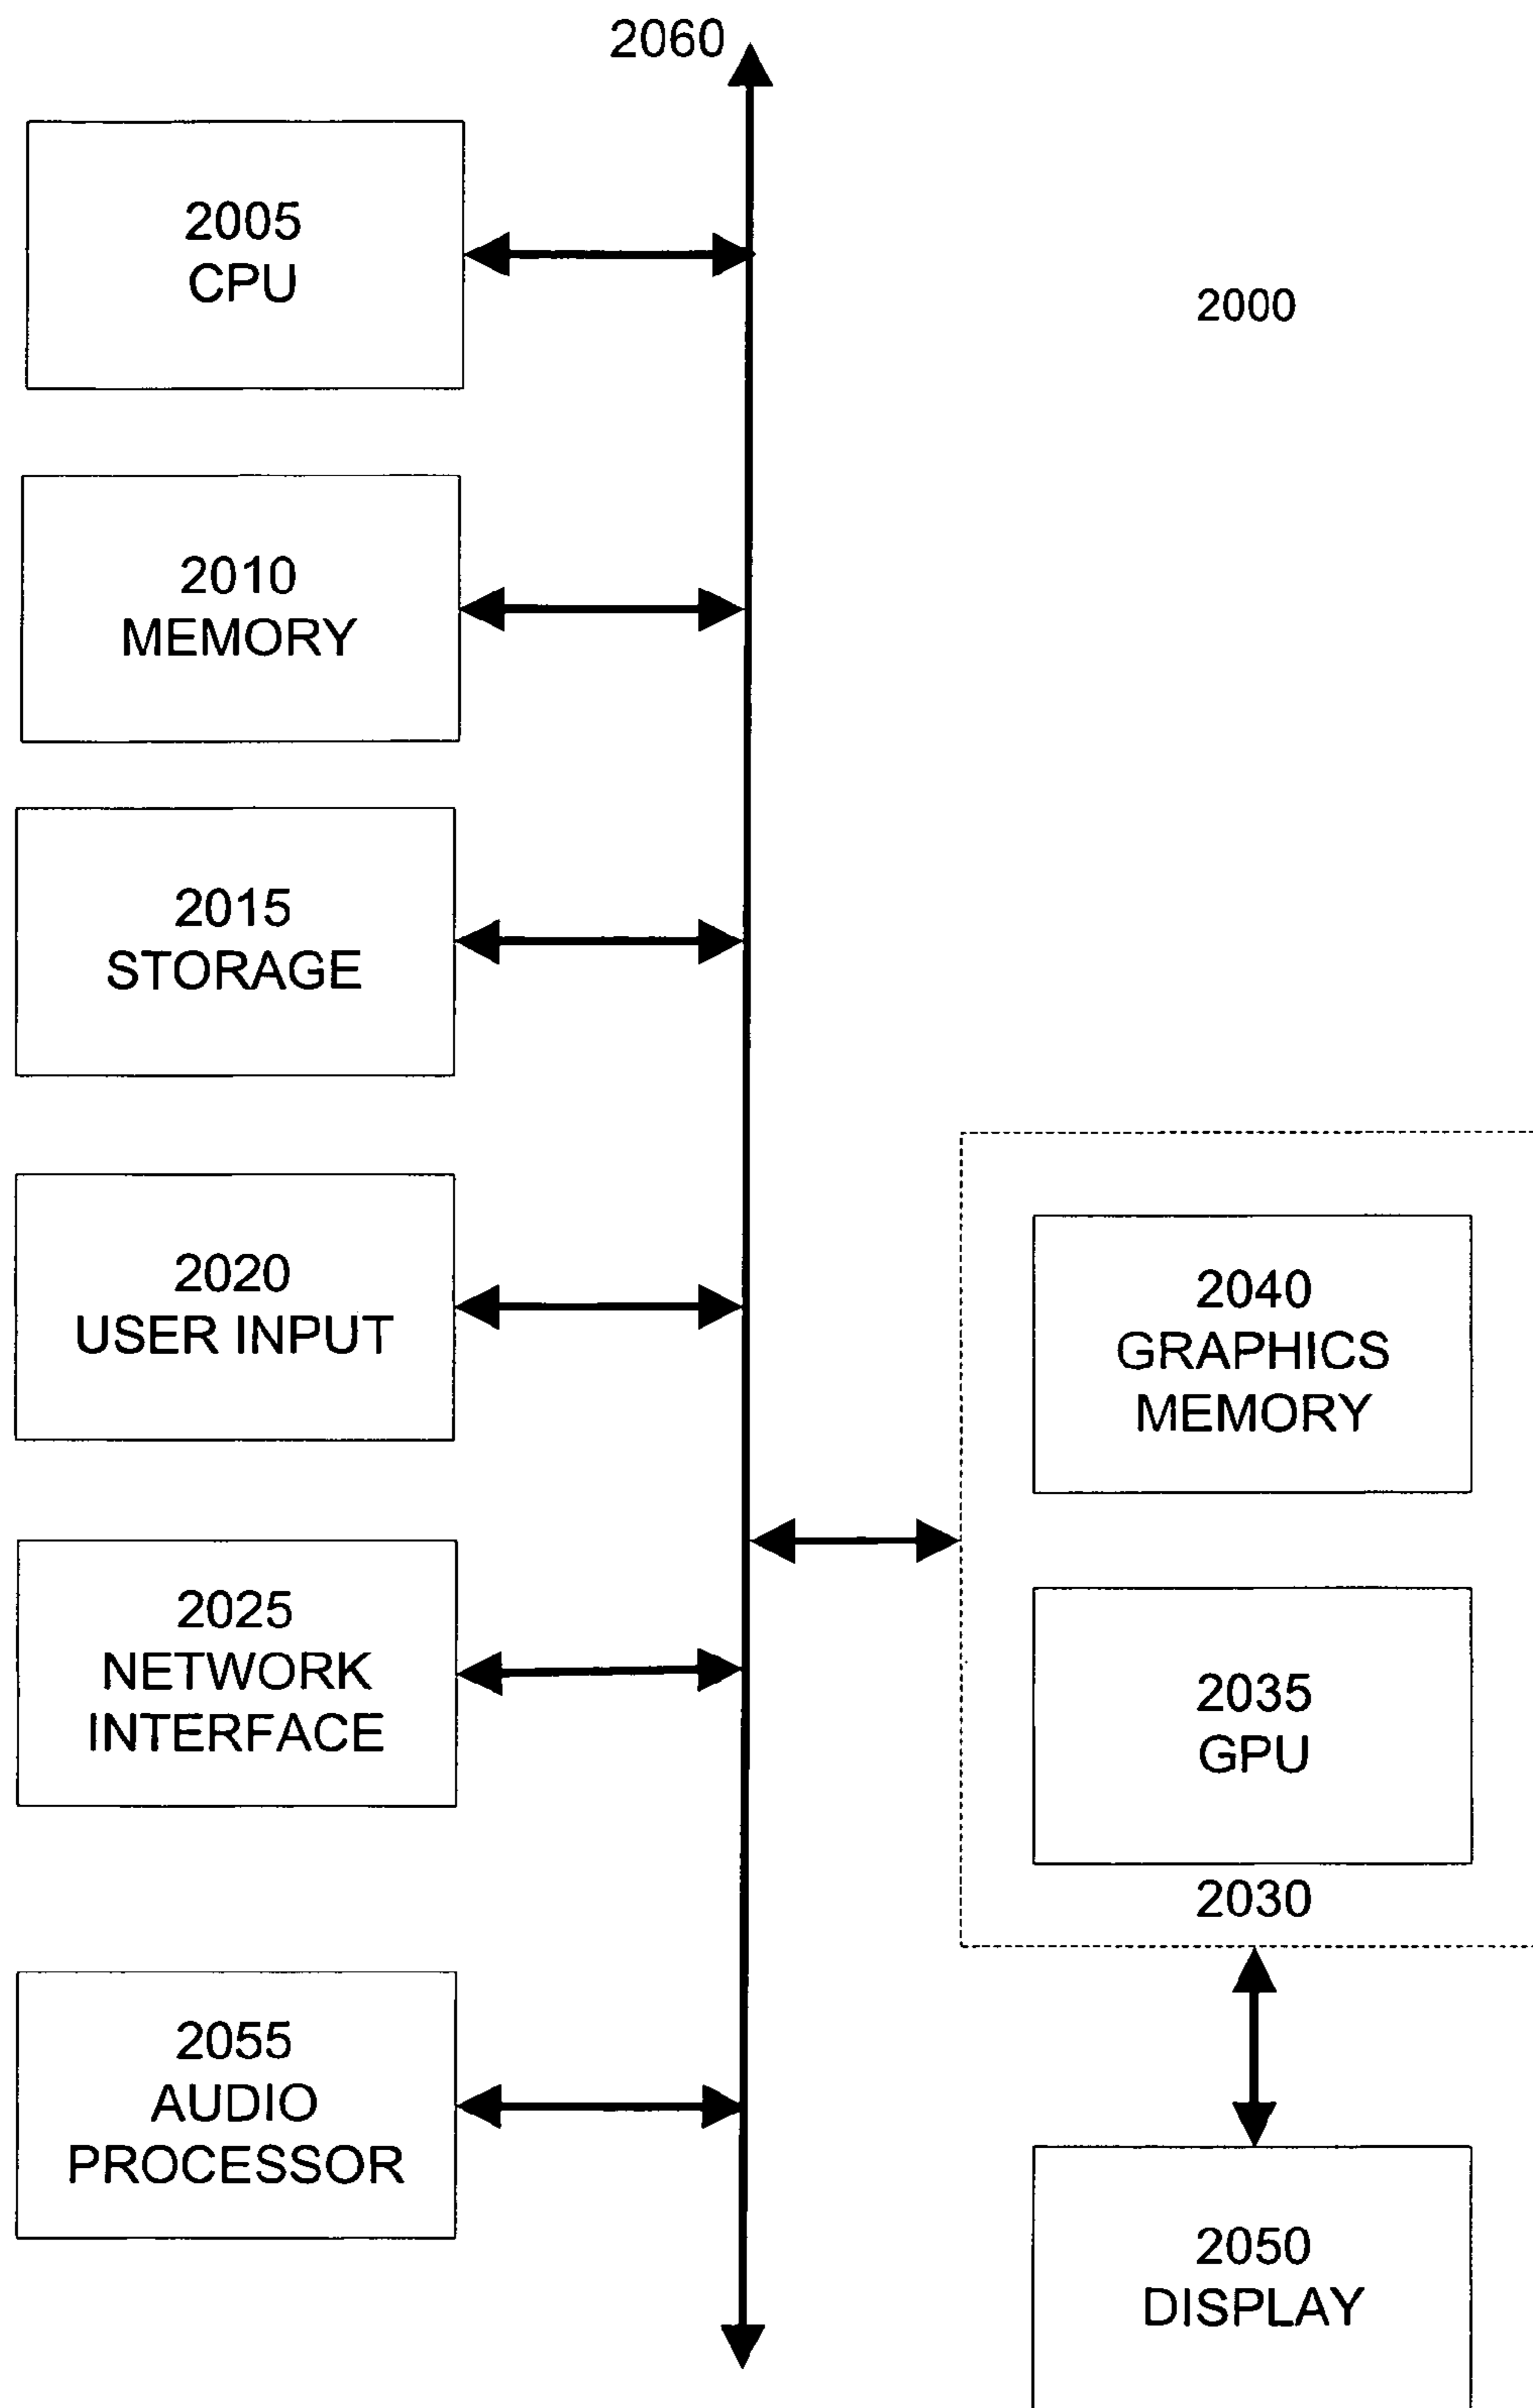 2060
2005
CPU
2000
2010
MEMORY
2015
STORAGE
2020
USER INPUT
2040
GRAPHICS
MEMORY
2025
NETWORK
INTERFACE
2035
GPU
2030
2055
AUDIO
PROCESSOR
2050
DISPLAY